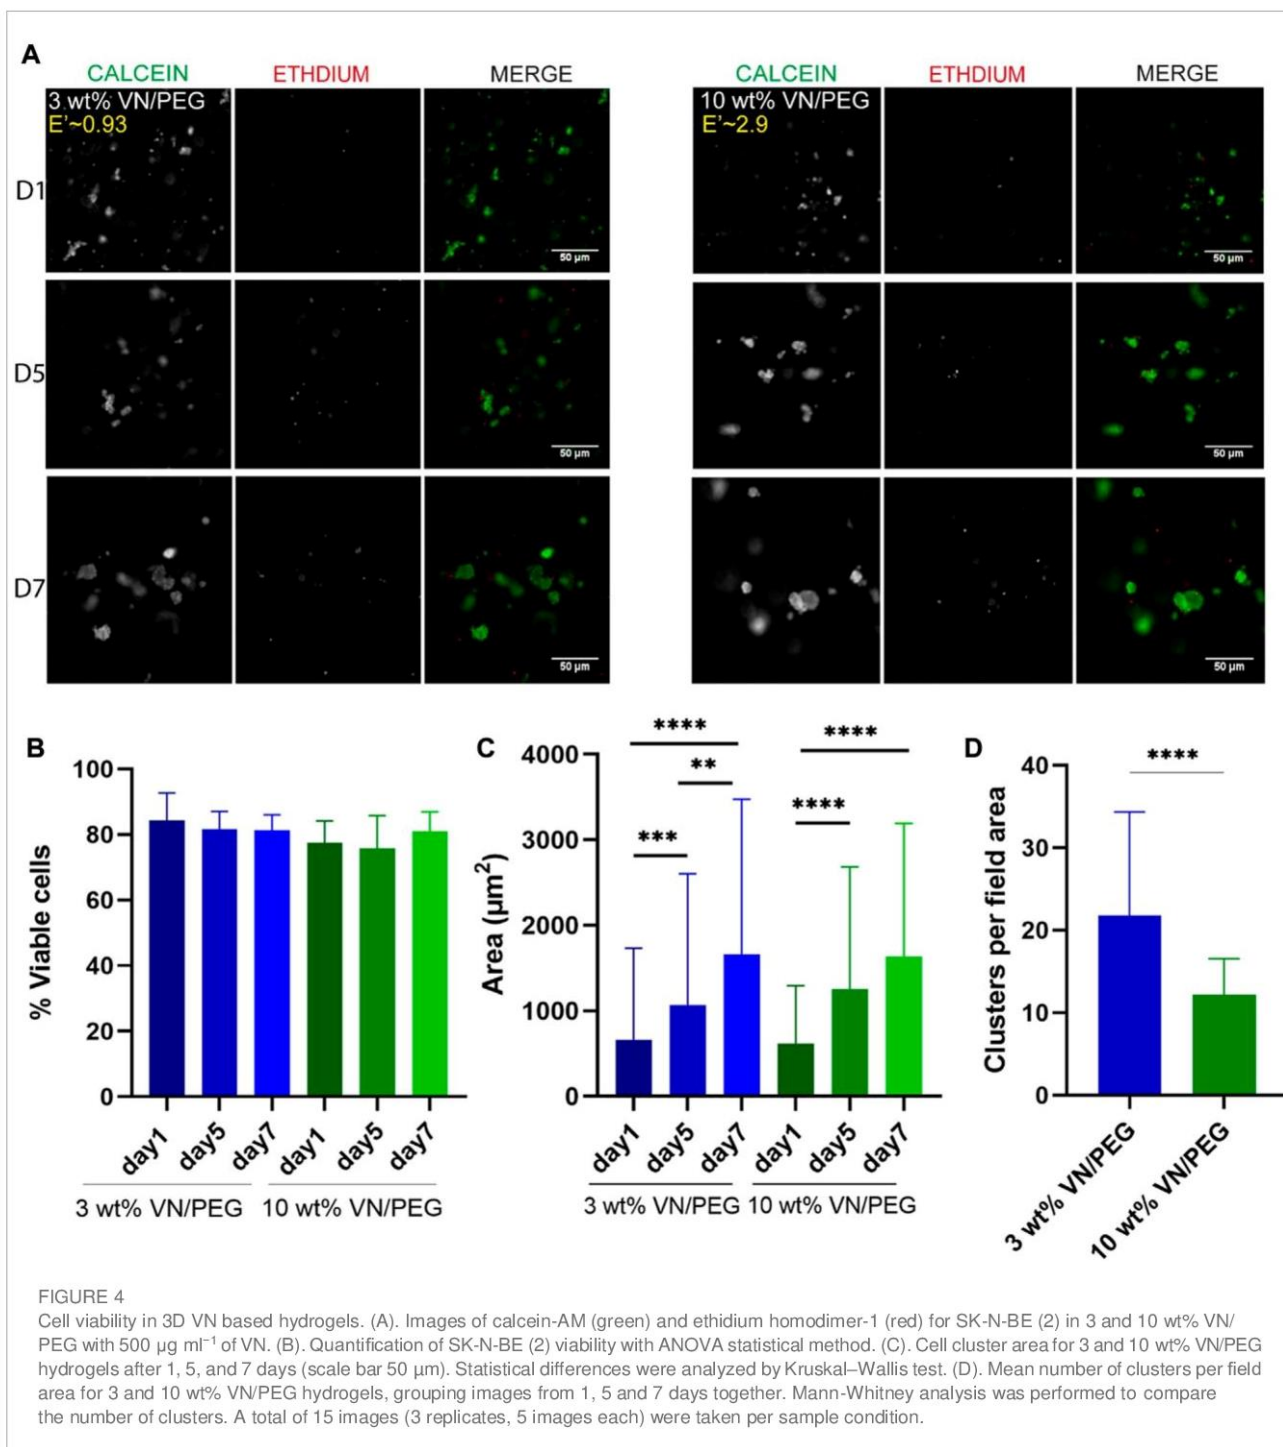 A
CALCEIN ETHDIUM MERGE CALCEIN ETHDIUM MERGE
3 wt% VN/PEG
E'~0.93
10 wt% VN/PEG
E'~2.9
D1
50 µm
50 µm
D5
50 µm
50 µm
D7
50 µm
50 µm
B
% Viable cells
100
80
60
40
20
0
day1 day5 day7 day1 day5 day7
3 wt% VN/PEG 10 wt% VN/PEG
C
Area (µm²)
4000
3000
2000
1000
0
****
**
***
****
****
day1 day5 day7 day1 day5 day7
3 wt% VN/PEG 10 wt% VN/PEG
D
Clusters per field area
40
30
20
10
0
****
3 wt% VN/PEG
10 wt% VN/PEG
FIGURE 4
Cell viability in 3D VN based hydrogels. (A). Images of calcein-AM (green) and ethidium homodimer-1 (red) for SK-N-BE (2) in 3 and 10 wt% VN/
PEG with 500 µg ml⁻¹ of VN. (B). Quantification of SK-N-BE (2) viability with ANOVA statistical method. (C). Cell cluster area for 3 and 10 wt% VN/PEG
hydrogels after 1, 5, and 7 days (scale bar 50 µm). Statistical differences were analyzed by Kruskal–Wallis test. (D). Mean number of clusters per field
area for 3 and 10 wt% VN/PEG hydrogels, grouping images from 1, 5 and 7 days together. Mann-Whitney analysis was performed to compare
the number of clusters. A total of 15 images (3 replicates, 5 images each) were taken per sample condition.